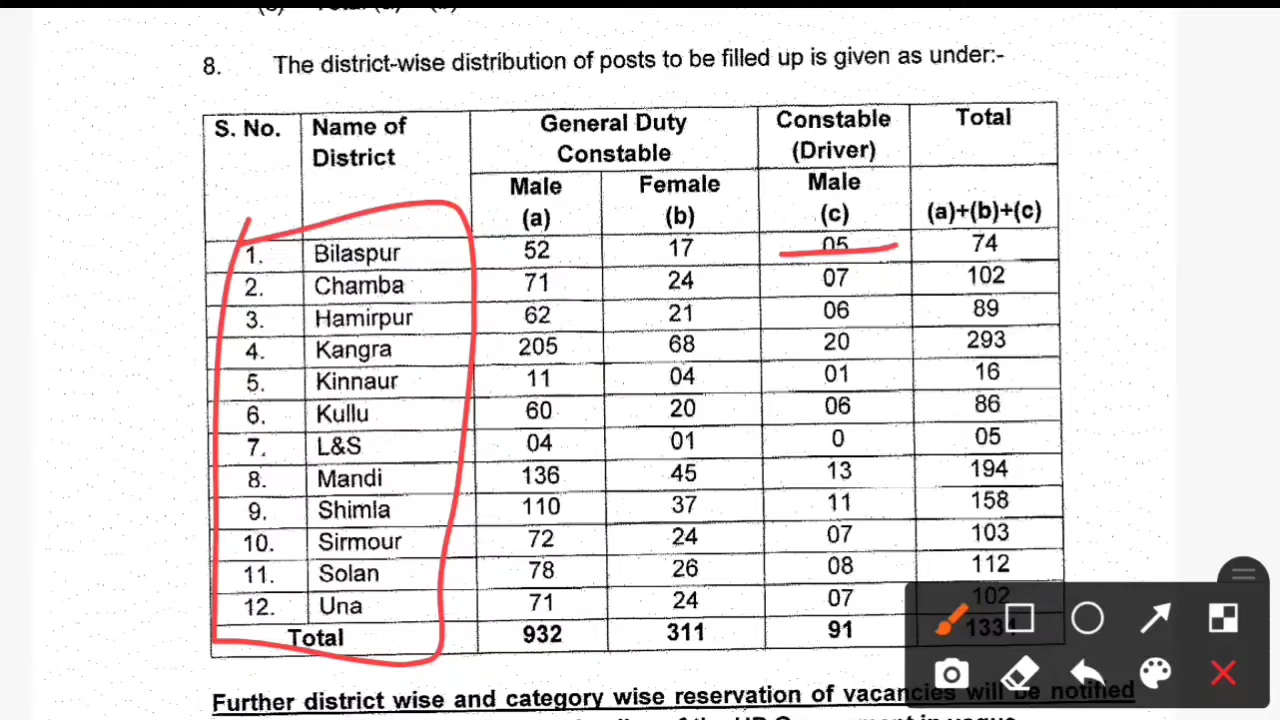 8. The district-wise distribution of posts to be filled up is given as under:-
S. No. Name of District General Duty Constable Constable (Driver) Total
Male (a) Female (b) Male (c) (a)+(b)+(c)
1. Bilaspur 52 17 05 74
2. Chamba 71 24 07 102
3. Hamirpur 62 21 06 89
4. Kangra 205 68 20 293
5. Kinnaur 11 04 01 16
6. Kullu 60 20 06 86
7. L&S 04 01 0 05
8. Mandi 136 45 13 194
9. Shimla 110 37 11 158
10. Sirmour 72 24 07 103
11. Solan 78 26 08 112
12. Una 71 24 07 102
Total 932 311 91
Further district wise and category wise reservation of vacancies will be notified